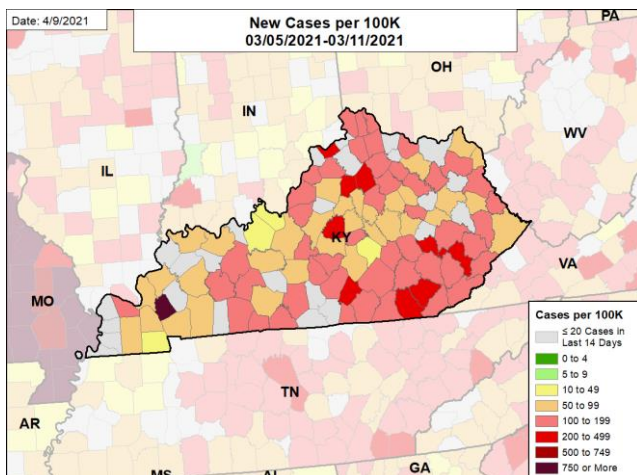 Date: 4/9/2021
New Cases per 100K
03/05/2021-03/11/2021
PA
OH
IN
WV
IL
KY
VA
MO
TN
AR
MS
AL
GA
Cases per 100K
≤ 20 Cases in
Last 14 Days
0 to 4
5 to 9
10 to 49
50 to 99
100 to 199
200 to 499
500 to 749
750 or More